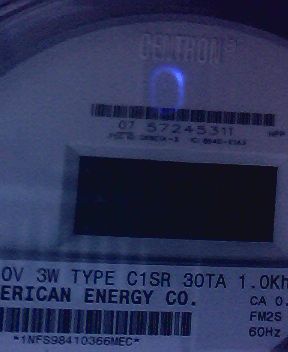 CENTRON
07 57245311
0V 3W TYPE C1SR 30TA 1.0Kh
ERICAN ENERGY CO.
CA 0.
FM2S
60Hz
*1NFS98410366MEC*